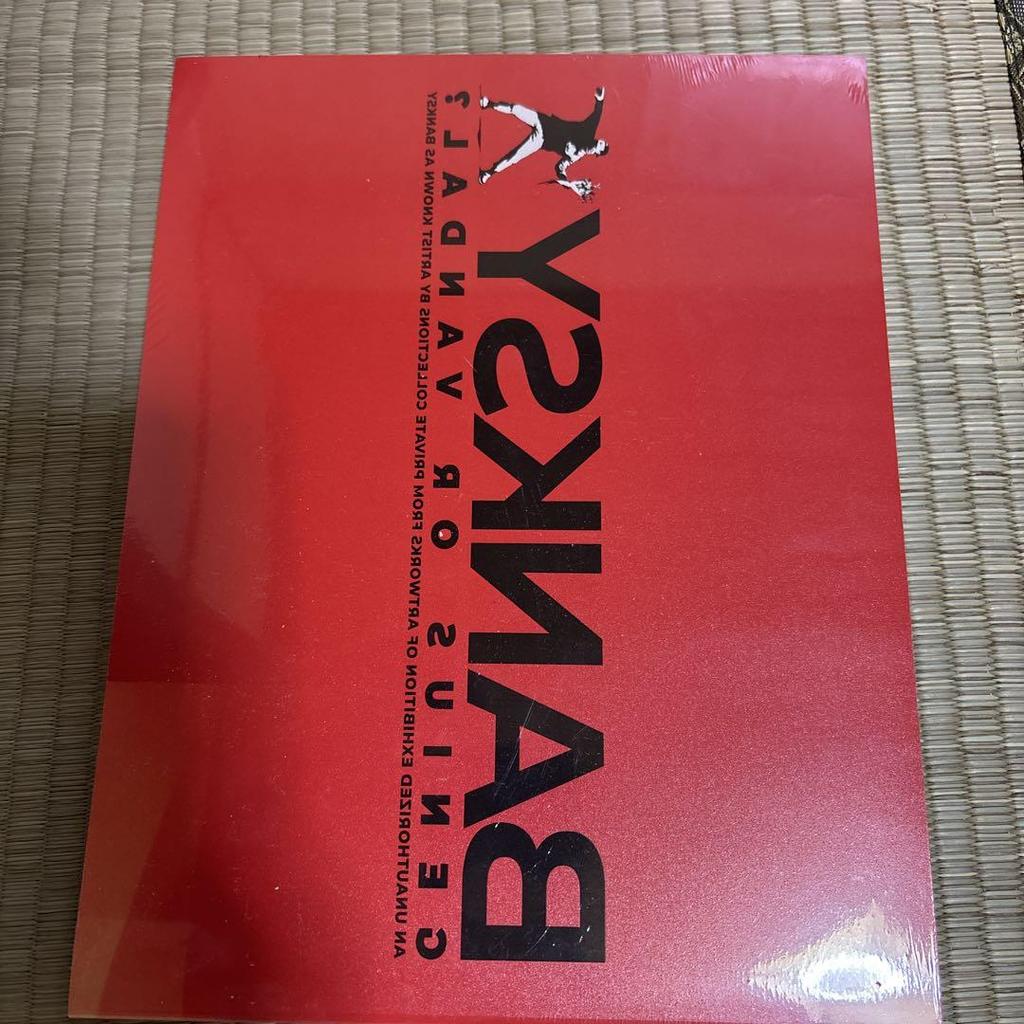 BANKSY
GENIUS OR VANDAL?
AN UNAUTHORIZED EXHIBITION OF ARTWORKS FROM PRIVATE COLLECTIONS BY ARTIST KNOWN AS BANKSY